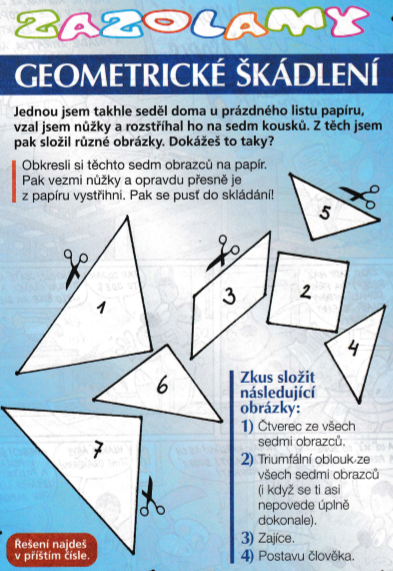 ZAZOLAMY
GEOMETRICKÉ ŠKÁDLENÍ
Jednou jsem takhle seděl doma u prázdného listu papíru,
vzal jsem nůžky a rozstříhal ho na sedm kousků. Z těch jsem
pak složil různé obrázky. Dokážeš to taky?
Obkresli si těchto sedm obrazců na papír.
Pak vezmi nůžky a opravdu přesně je
z papíru vystřihni. Pak se pusť do skládání!
5
1
3
2
4
6
7
Zkus složit
následující
obrázky:
1) Čtverec ze všech
sedmi obrazců.
2) Triumfální oblouk ze
všech sedmi obrazců
(i když se ti asi
nepovede úplně
dokonale).
3) Zajíce.
4) Postavu člověka.
Řešení najdeš
v příštím čísle.